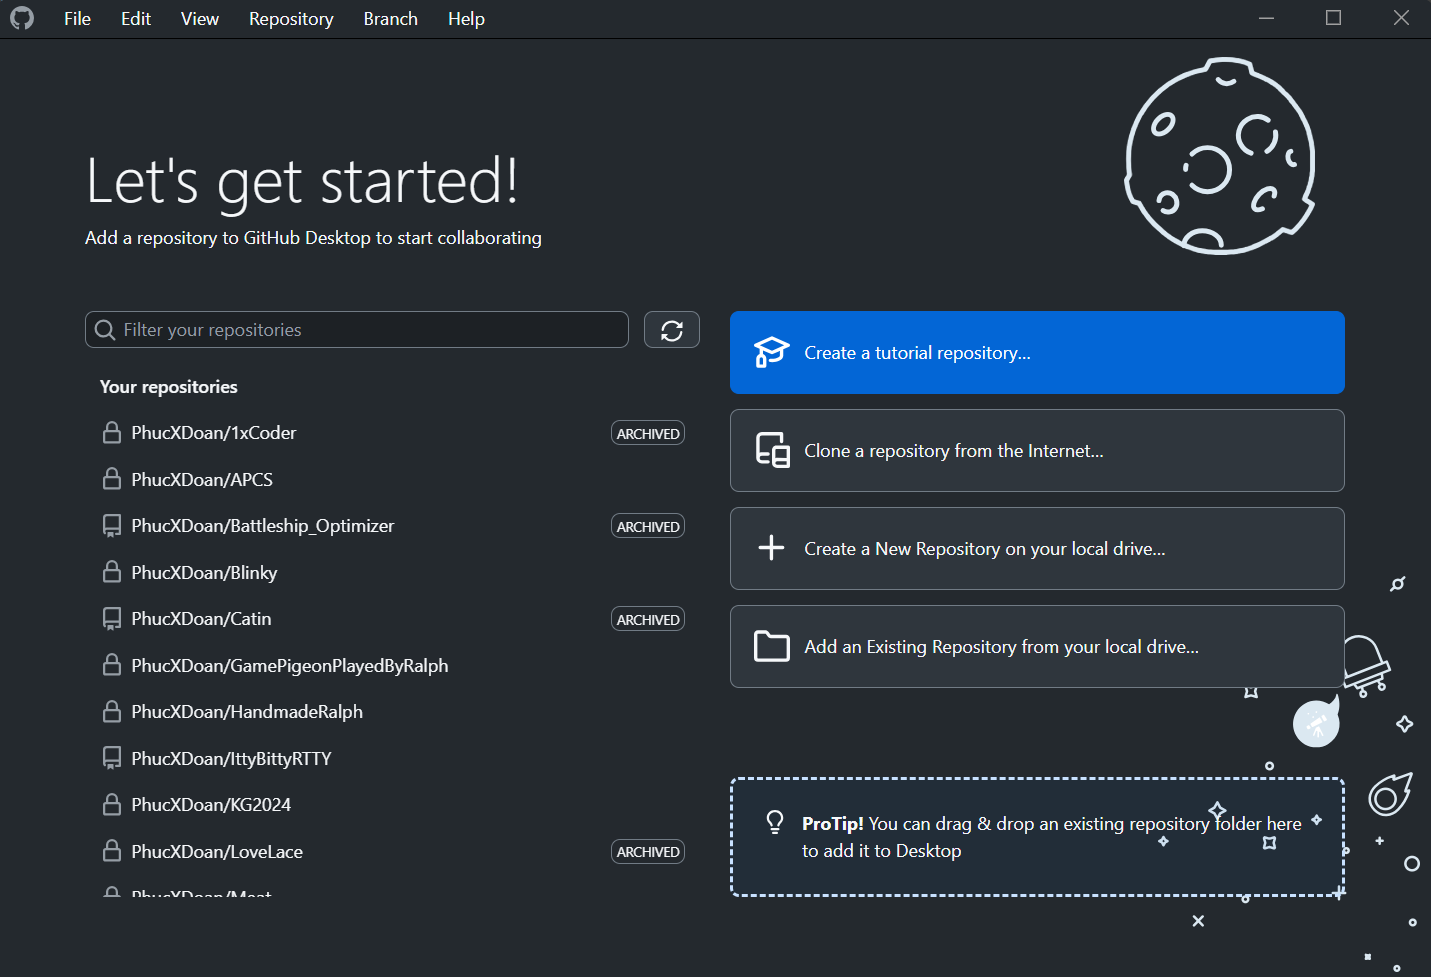 File Edit View Repository Branch Help
Let's get started!
Add a repository to GitHub Desktop to start collaborating
Filter your repositories
Your repositories
PhucXDoan/1xCoder ARCHIVED
PhucXDoan/APCS
PhucXDoan/Battleship_Optimizer ARCHIVED
PhucXDoan/Blinky
PhucXDoan/Catin ARCHIVED
PhucXDoan/GamePigeonPlayedByRalph
PhucXDoan/HandmadeRalph
PhucXDoan/IttyBittyRTTY
PhucXDoan/KG2024
PhucXDoan/LoveLace ARCHIVED
Create a tutorial repository...
Clone a repository from the Internet...
Create a New Repository on your local drive...
Add an Existing Repository from your local drive...
ProTip! You can drag & drop an existing repository folder here
to add it to Desktop